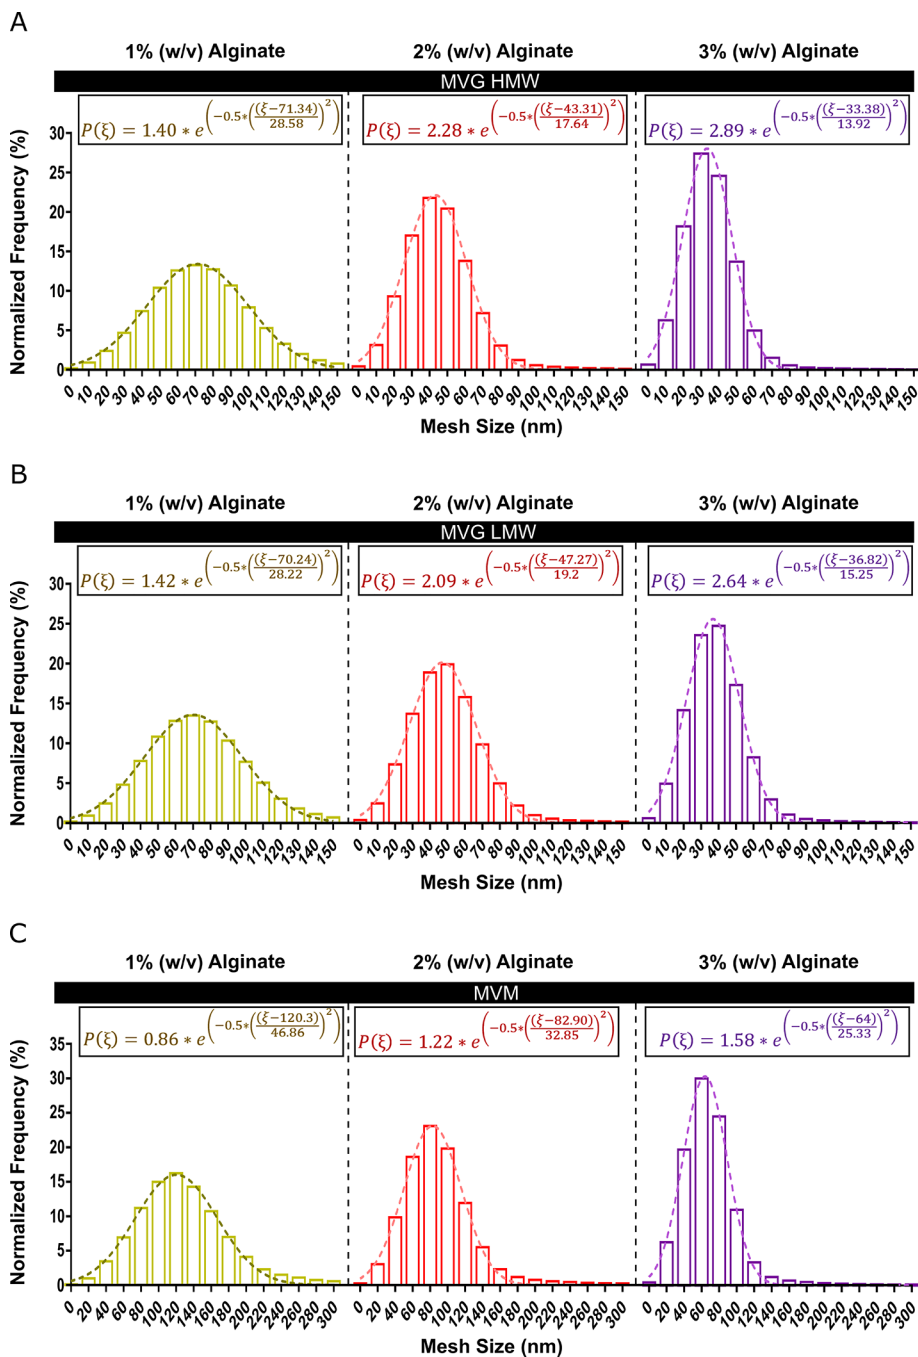 A
1% (w/v) Alginate 2% (w/v) Alginate 3% (w/v) Alginate
MVG HMW
P(ξ) = 1.40 * e^(−0.5*(((ξ−71.34))/28.58)^2) P(ξ) = 2.28 * e^(−0.5*(((ξ−43.31))/17.64)^2) P(ξ) = 2.89 * e^(−0.5*(((ξ−33.38))/13.92)^2)
Normalized Frequency (%)
30
25
20
15
10
5
0
0 10 20 30 40 50 60 70 80 90 100 110 120 130 140 150 0 10 20 30 40 50 60 70 80 90 100 110 120 130 140 150 0 10 20 30 40 50 60 70 80 90 100 110 120 130 140 150
Mesh Size (nm)
B
1% (w/v) Alginate 2% (w/v) Alginate 3% (w/v) Alginate
MVG LMW
P(ξ) = 1.42 * e^(−0.5*(((ξ−70.24))/28.22)^2) P(ξ) = 2.09 * e^(−0.5*(((ξ−47.27))/19.2)^2) P(ξ) = 2.64 * e^(−0.5*(((ξ−36.82))/15.25)^2)
Normalized Frequency (%)
30
25
20
15
10
5
0
0 10 20 30 40 50 60 70 80 90 100 110 120 130 140 150 0 10 20 30 40 50 60 70 80 90 100 110 120 130 140 150 0 10 20 30 40 50 60 70 80 90 100 110 120 130 140 150
Mesh Size (nm)
C
1% (w/v) Alginate 2% (w/v) Alginate 3% (w/v) Alginate
MVM
P(ξ) = 0.86 * e^(−0.5*(((ξ−120.3))/46.86)^2) P(ξ) = 1.22 * e^(−0.5*(((ξ−82.90))/32.85)^2) P(ξ) = 1.58 * e^(−0.5*(((ξ−64))/25.33)^2)
Normalized Frequency (%)
35
30
25
20
15
10
5
0
0 20 40 60 80 100 120 140 160 180 200 220 240 260 280 300 0 20 40 60 80 100 120 140 160 180 200 220 240 260 280 300 0 20 40 60 80 100 120 140 160 180 200 220 240 260 280 300
Mesh Size (nm)